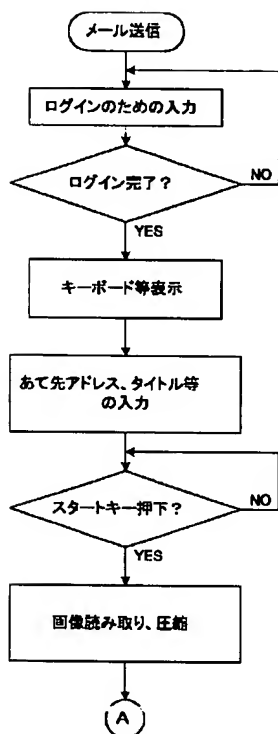 メール送信
ログインのための入力
ログイン完了？
NO
YES
キーボード等表示
あて先アドレス、タイトル等
の入力
スタートキー押下？
NO
YES
画像読み取り、圧縮
A